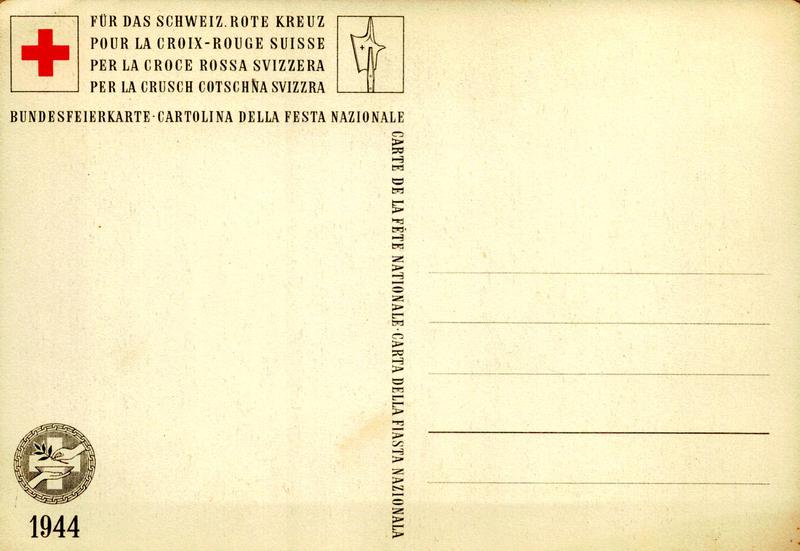 FÜR DAS SCHWEIZ. ROTE KREUZ
POUR LA CROIX-ROUGE SUISSE
PER LA CROCE ROSSA SVIZZERA
PER LA CRUSCH COTSCHNA SVIZZRA
BUNDESFEIERKARTE·CARTOLINA DELLA FESTA NAZIONALE
CARTE DE LA FÊTE NATIONALE·CARTA DELLA FIASTA NAZIONALA
1944